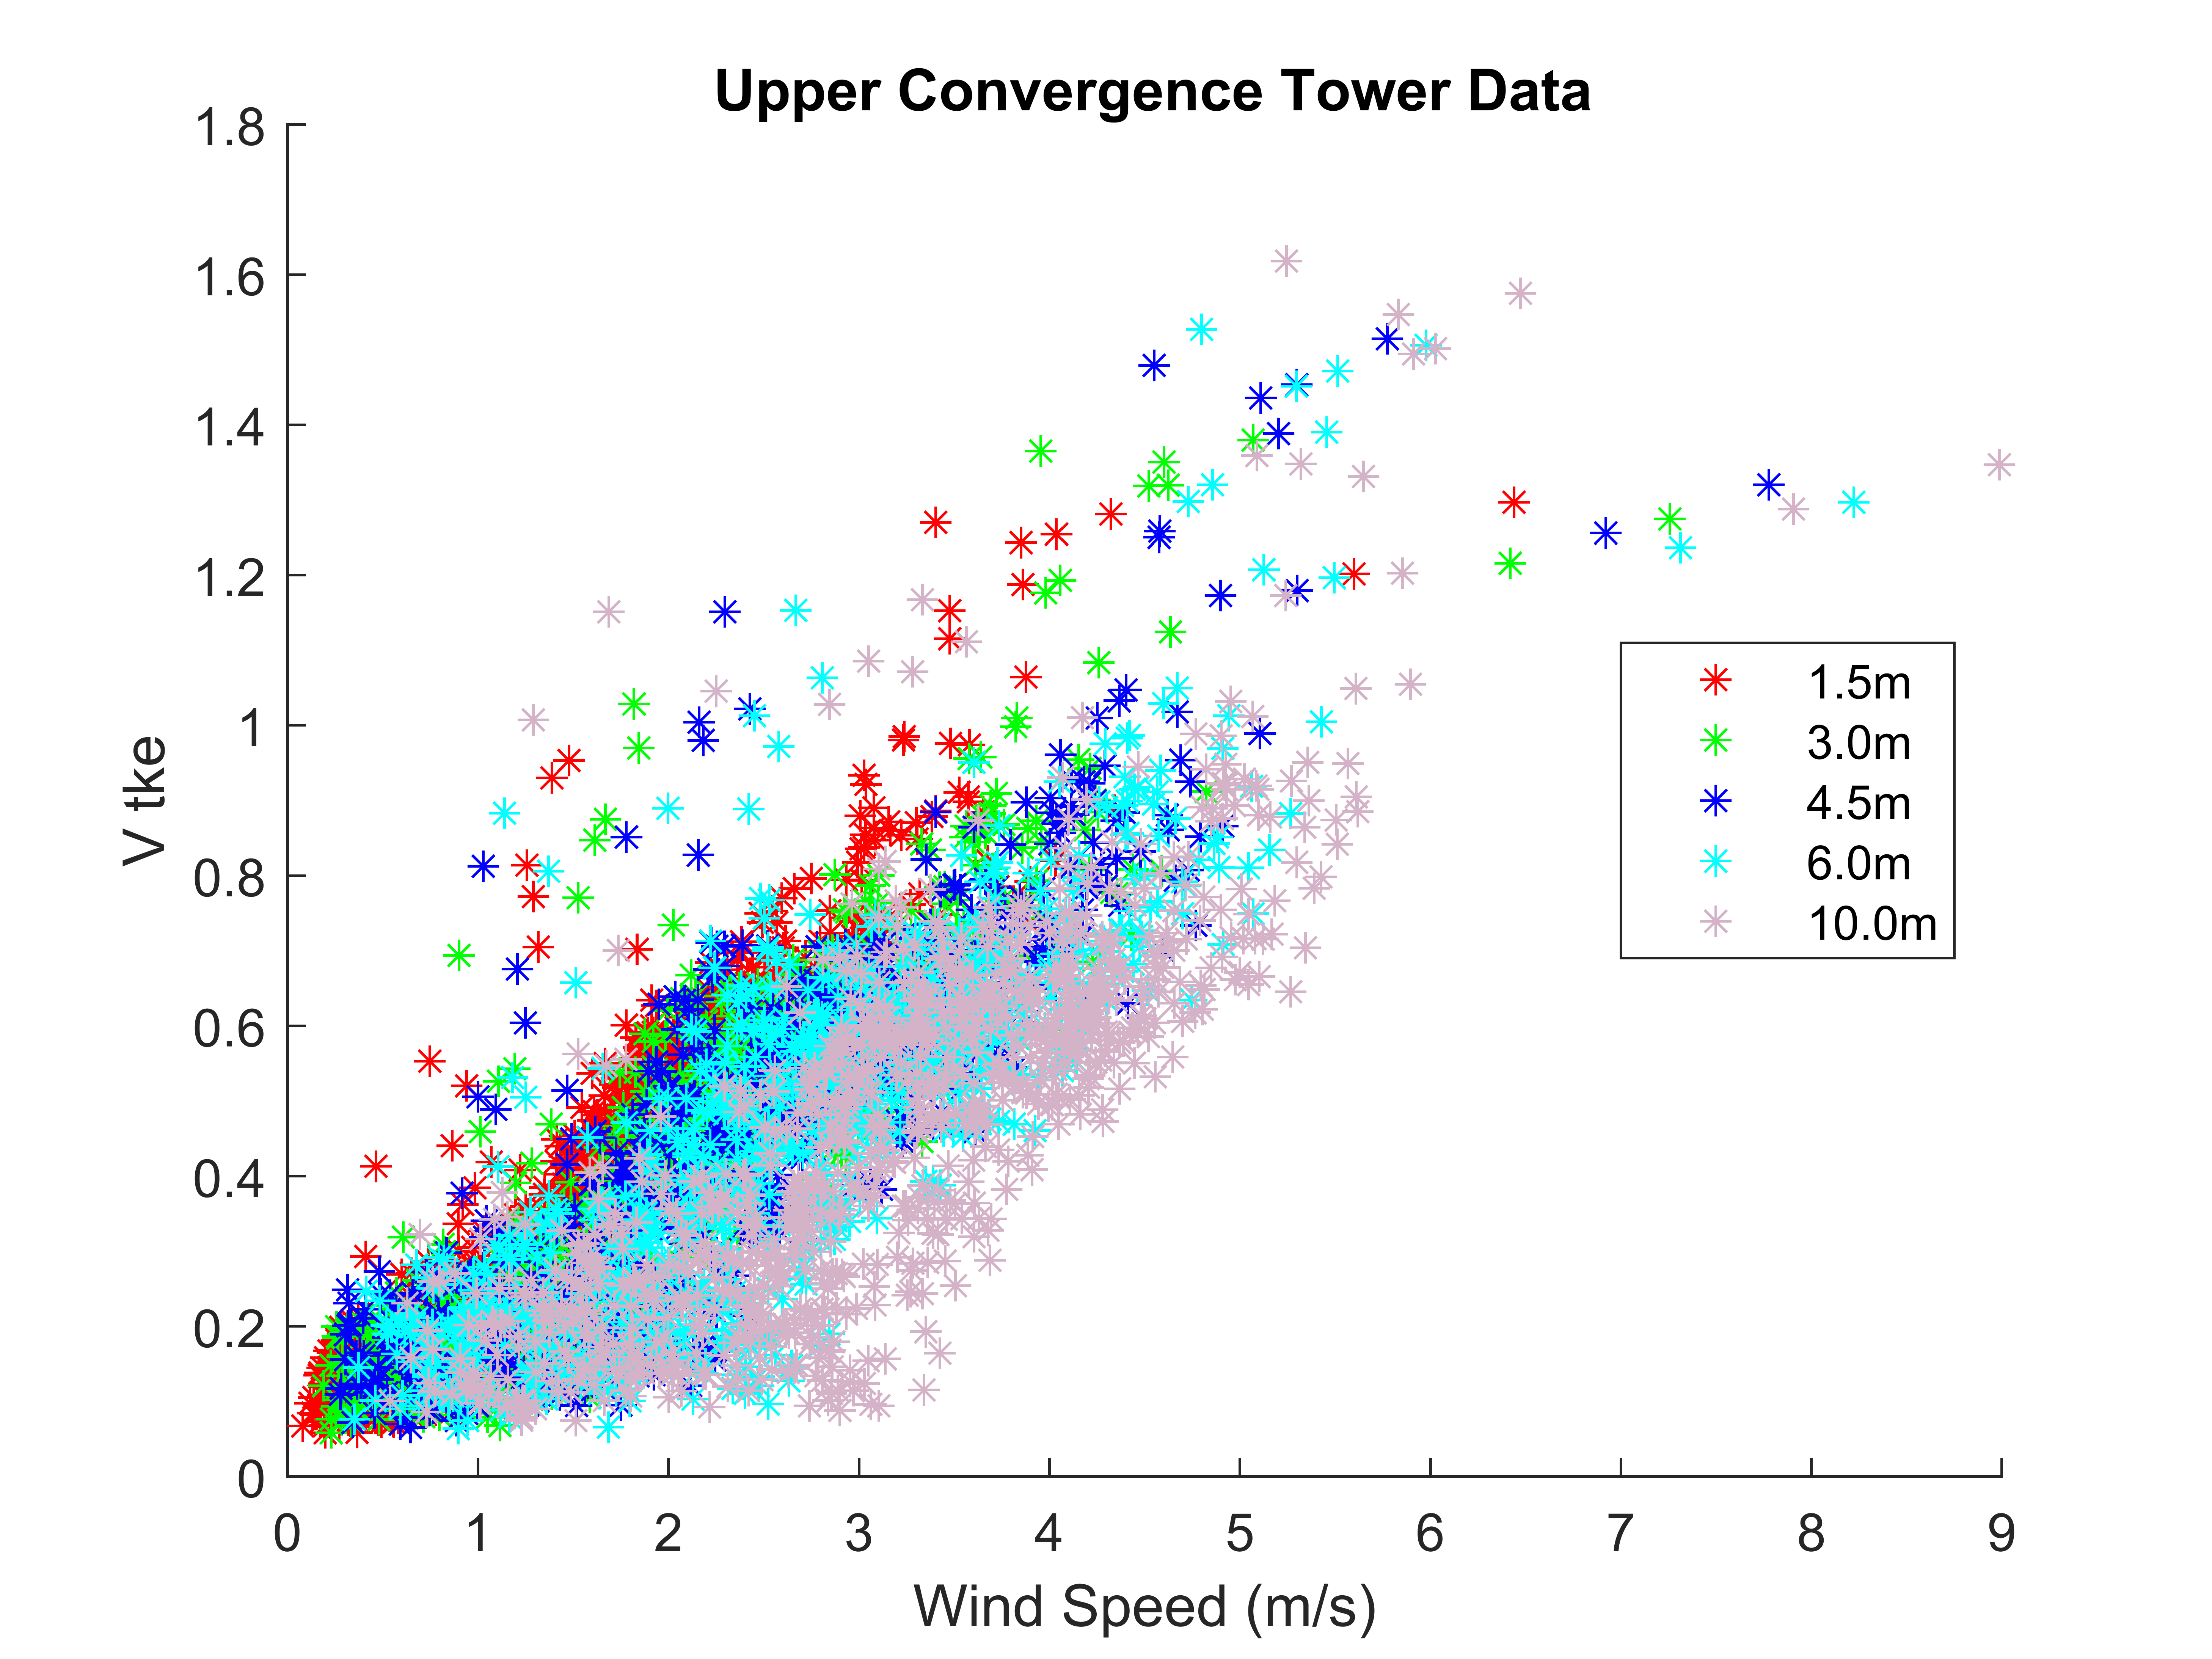 Upper Convergence Tower Data
1.8
1.6
1.4
1.2
1
0.8
0.6
0.4
0.2
0
V tke
1.5m
3.0m
4.5m
6.0m
10.0m
0 1 2 3 4 5 6 7 8 9
Wind Speed (m/s)